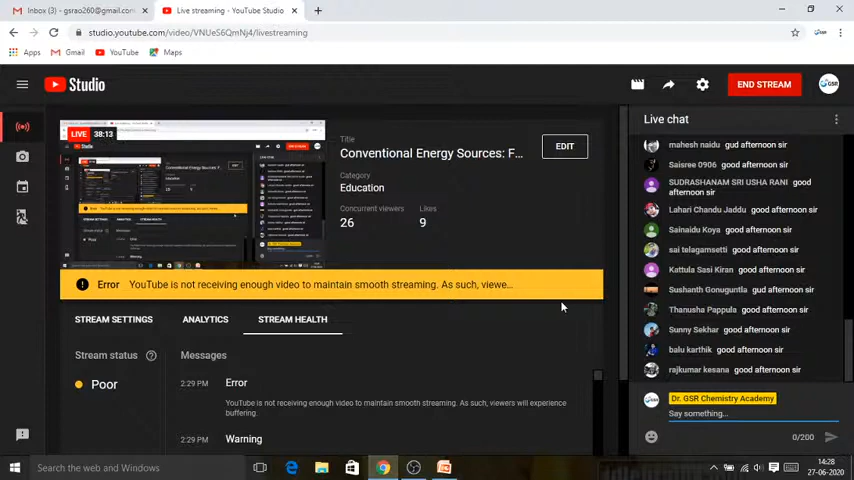 Inbox (3) - gsrao260@gmail.com
Live streaming - YouTube Studio
studio.youtube.com/video/VNUeS6QmNj4/livestreaming
Apps Gmail YouTube Maps
Studio
END STREAM
GSR
LIVE 38:13
Title
Conventional Energy Sources: F...
EDIT
Category
Education
Concurrent viewers Likes
26 9
Error YouTube is not receiving enough video to maintain smooth streaming. As such, viewe...
STREAM SETTINGS ANALYTICS STREAM HEALTH
Stream status
Poor
Messages
2:29 PM Error
YouTube is not receiving enough video to maintain smooth streaming. As such, viewers will experience
buffering.
2:29 PM Warning
Live chat
mahesh naidu gud afternoon sir
Saisree 0906 good afternoon sir
SUDRASHANAM SRI USHA RANI good
afternoon sir
Lahari Chandu Jaddu good afternoon sir
Sainaidu Koya good afternoon sir
sai telagamsetti good afternoon sir
Kattula Sasi Kiran good afternoon sir
Sushanth Gonuguntla gud afternoon sir
Thanusha Pappula good afternoon sir
Sunny Sekhar good afternoon sir
balu karthik good afternoon sir
rajkumar kesana good afternoon sir
Dr. GSR Chemistry Academy
Say something...
0/200
Search the web and Windows
14:28
27-06-2020